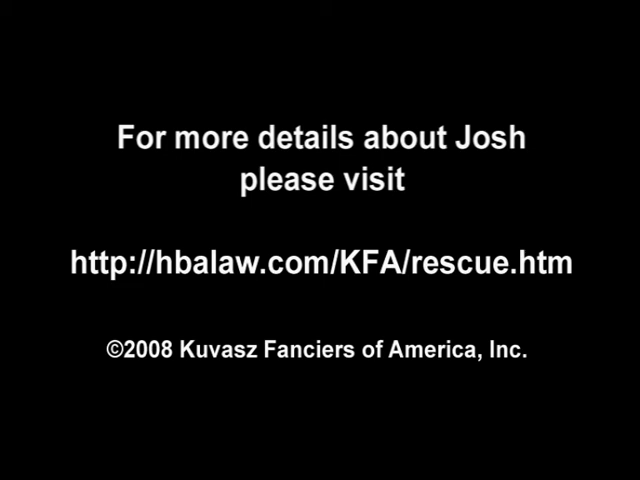 For more details about Josh
please visit
http://hbalaw.com/KFA/rescue.htm
©2008 Kuvasz Fanciers of America, Inc.